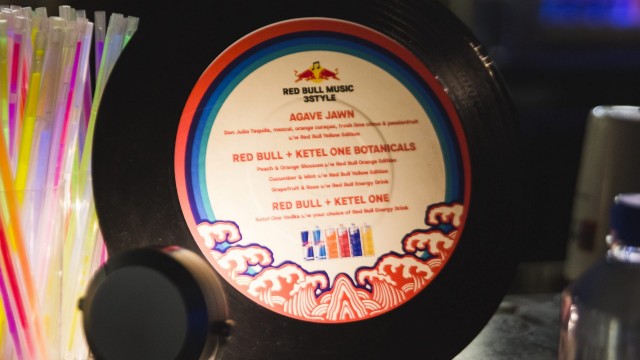 RED BULL MUSIC
3STYLE
AGAVE JAWN
Don Julio Tequila, mezcal, orange curaçao, fresh lime citrus & passionfruit
w/e Red Bull Yellow Edition
RED BULL + KETEL ONE BOTANICALS
Peach & Orange Blossom s/w Red Bull Orange Edition
Cucumber & Mint s/w Red Bull Yellow Edition
Grapefruit & Rose s/w Red Bull Energy Drink
RED BULL + KETEL ONE
Ketel One Vodka s/w your choice of Red Bull Energy Drink